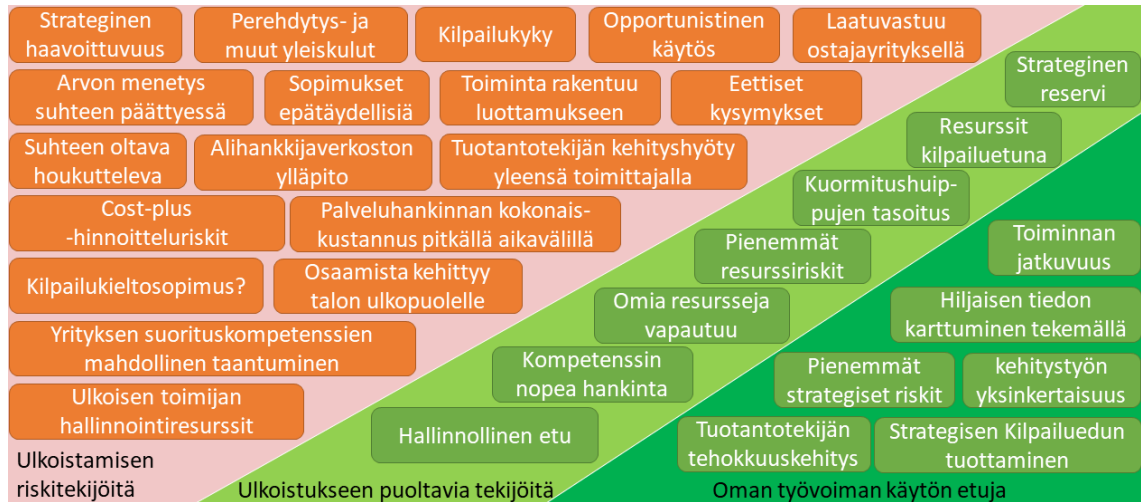 Strateginen
haavoittuvuus
Perehdytys- ja
muut yleiskulut
Kilpailukyky
Opportunistinen
käytös
Laatuvastuu
ostajayrityksellä
Arvon menetys
suhteen päättyessä
Sopimukset
epätäydellisiä
Toiminta rakentuu
luottamukseen
Eettiset
kysymykset
Suhteen oltava
houkutteleva
Alihankkijaverkoston
ylläpito
Tuotantotekijän kehityshyöty
yleensä toimittajalla
Cost-plus
-hinnoitteluriskit
Palveluhankinnan kokonais-
kustannus pitkällä aikavälillä
Kilpailukieltosopimus?
Osaamista kehittyy
talon ulkopuolelle
Yrityksen suorituskompetenssien
mahdollinen taantuminen
Ulkoisen toimijan
hallinnointiresurssit
Ulkoistamisen
riskitekijöitä
Strateginen
reservi
Resurssit
kilpailuetuna
Kuormitushuip-
pujen tasoitus
Pienemmät
resurssiriskit
Omia resursseja
vapautuu
Kompetenssin
nopea hankinta
Hallinnollinen etu
Ulkoistukseen puoltavia tekijöitä
Toiminnan
jatkuvuus
Hiljaisen tiedon
karttuminen tekemällä
Pienemmät
strategiset riskit
kehitystyön
yksinkertaisuus
Tuotantotekijän
tehokkuuskehitys
Strategisen Kilpailuedun
tuottaminen
Oman työvoiman käytön etuja